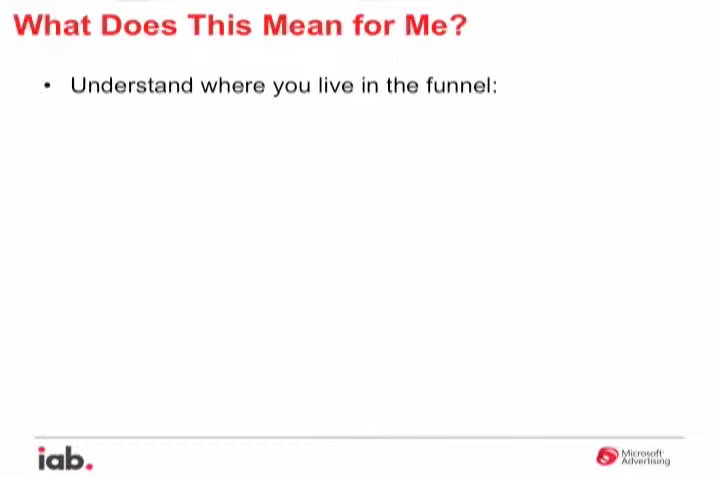 What Does This Mean for Me?
• Understand where you live in the funnel:
iab.
Microsoft
Advertising